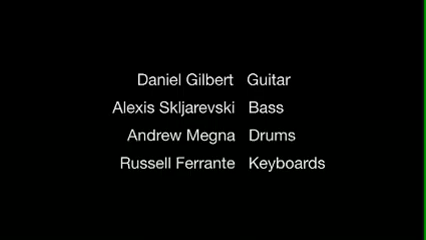 Daniel Gilbert Guitar
Alexis Skljarevski Bass
Andrew Megna Drums
Russell Ferrante Keyboards